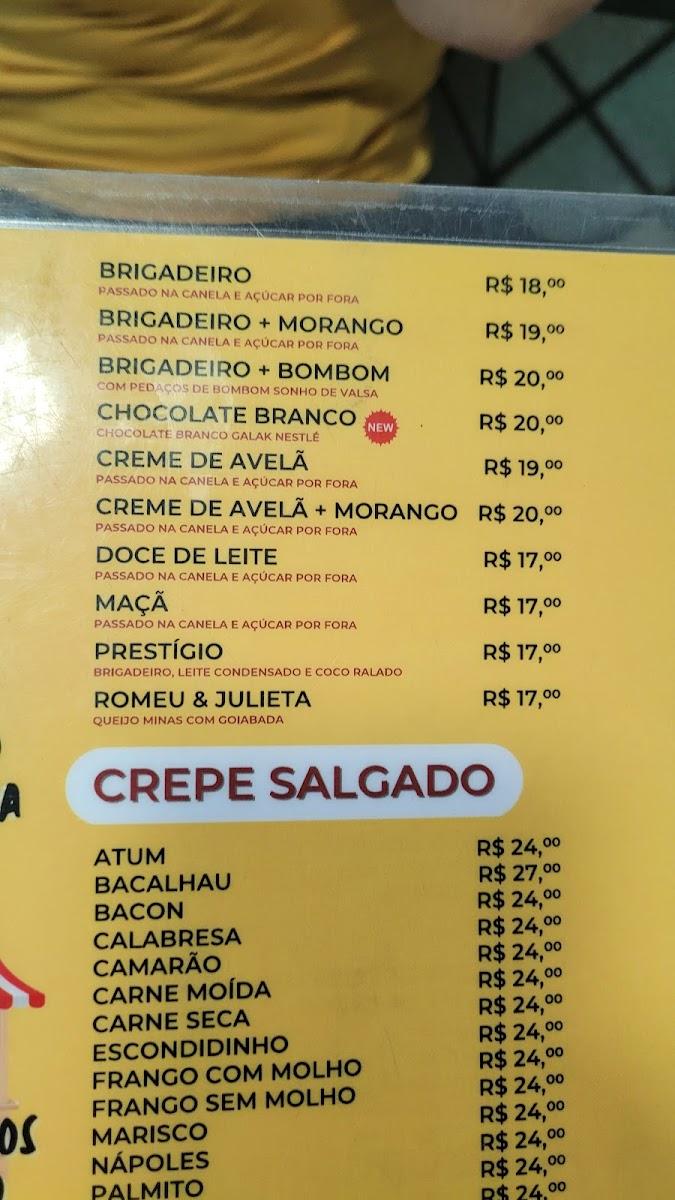 BRIGADEIRO R$ 18,00
PASSADO NA CANELA E AÇÚCAR POR FORA
BRIGADEIRO + MORANGO R$ 19,00
PASSADO NA CANELA E AÇÚCAR POR FORA
BRIGADEIRO + BOMBOM R$ 20,00
COM PEDAÇOS DE BOMBOM SONHO DE VALSA
CHOCOLATE BRANCO NEW R$ 20,00
CHOCOLATE BRANCO GALAK NESTLÉ
CREME DE AVELÃ R$ 19,00
PASSADO NA CANELA E AÇÚCAR POR FORA
CREME DE AVELÃ + MORANGO R$ 20,00
PASSADO NA CANELA E AÇÚCAR POR FORA
DOCE DE LEITE R$ 17,00
PASSADO NA CANELA E AÇÚCAR POR FORA
MAÇÃ R$ 17,00
PASSADO NA CANELA E AÇÚCAR POR FORA
PRESTÍGIO R$ 17,00
BRIGADEIRO, LEITE CONDENSADO E COCO RALADO
ROMEU & JULIETA R$ 17,00
QUEIJO MINAS COM GOIABADA
CREPE SALGADO
ATUM R$ 24,00
BACALHAU R$ 27,00
BACON R$ 24,00
CALABRESA R$ 24,00
CAMARÃO R$ 24,00
CARNE MOÍDA R$ 24,00
CARNE SECA R$ 24,00
ESCONDIDINHO R$ 24,00
FRANGO COM MOLHO R$ 24,00
FRANGO SEM MOLHO R$ 24,00
MARISCO R$ 24,00
NÁPOLES R$ 24,00
PALMITO R$ 24,00
R$ 24,00